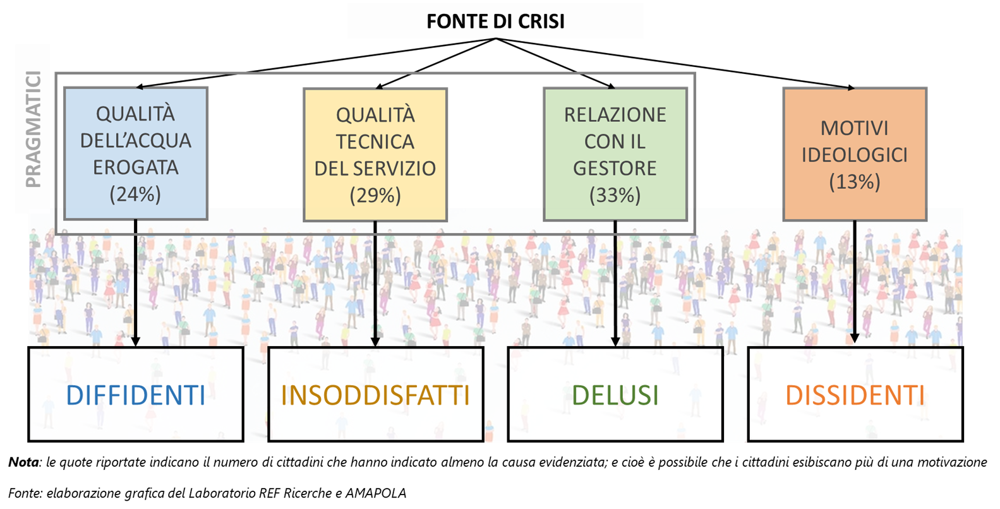 FONTE DI CRISI
PRAGMATICI
QUALITÀ
DELL’ACQUA
EROGATA
(24%)
QUALITÀ
TECNICA
DEL SERVIZIO
(29%)
RELAZIONE
CON IL
GESTORE
(33%)
MOTIVI
IDEOLOGICI
(13%)
DIFFIDENTI
INSODDISFATTI
DELUSI
DISSIDENTI
Nota: le quote riportate indicano il numero di cittadini che hanno indicato almeno la causa evidenziata; e cioè è possibile che i cittadini esibiscano più di una motivazione
Fonte: elaborazione grafica del Laboratorio REF Ricerche e AMAPOLA